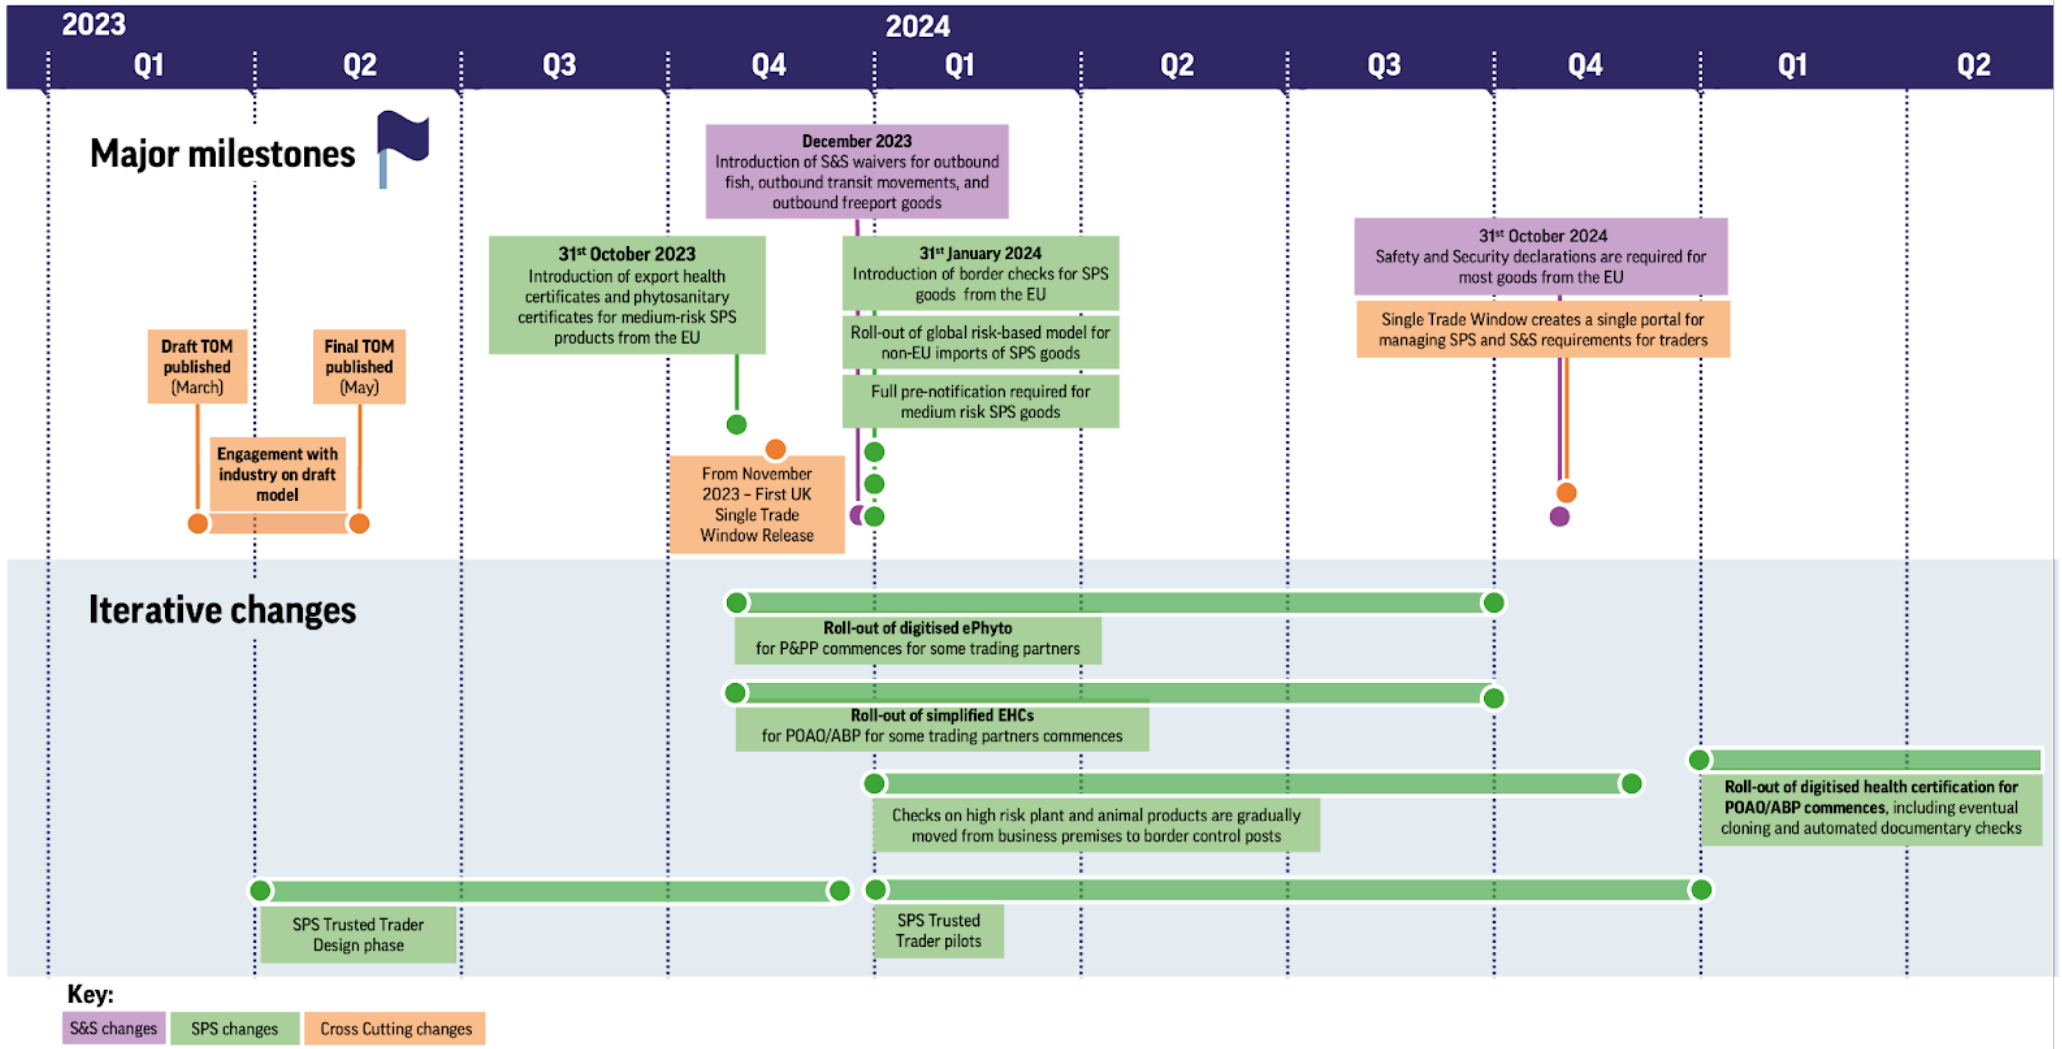 2023
2024
Q1
Q2
Q3
Q4
Q1
Q2
Q3
Q4
Q1
Q2
Major milestones
December 2023
Introduction of S&S waivers for outbound
fish, outbound transit movements, and
outbound freeport goods
31st October 2023
Introduction of export health
certificates and phytosanitary
certificates for medium-risk SPS
products from the EU
31st January 2024
Introduction of border checks for SPS
goods from the EU
Roll-out of global risk-based model for
non-EU imports of SPS goods
Full pre-notification required for
medium risk SPS goods
31st October 2024
Safety and Security declarations are required for
most goods from the EU
Single Trade Window creates a single portal for
managing SPS and S&S requirements for traders
Draft TOM
published
(March)
Final TOM
published
(May)
Engagement with
industry on draft
model
From November
2023 – First UK
Single Trade
Window Release
Iterative changes
Roll-out of digitised ePhyto
for P&PP commences for some trading partners
Roll-out of simplified EHCs
for POAO/ABP for some trading partners commences
Checks on high risk plant and animal products are gradually
moved from business premises to border control posts
Roll-out of digitised health certification for
POAO/ABP commences, including eventual
cloning and automated documentary checks
SPS Trusted Trader
Design phase
SPS Trusted
Trader pilots
Key:
S&S changes
SPS changes
Cross Cutting changes